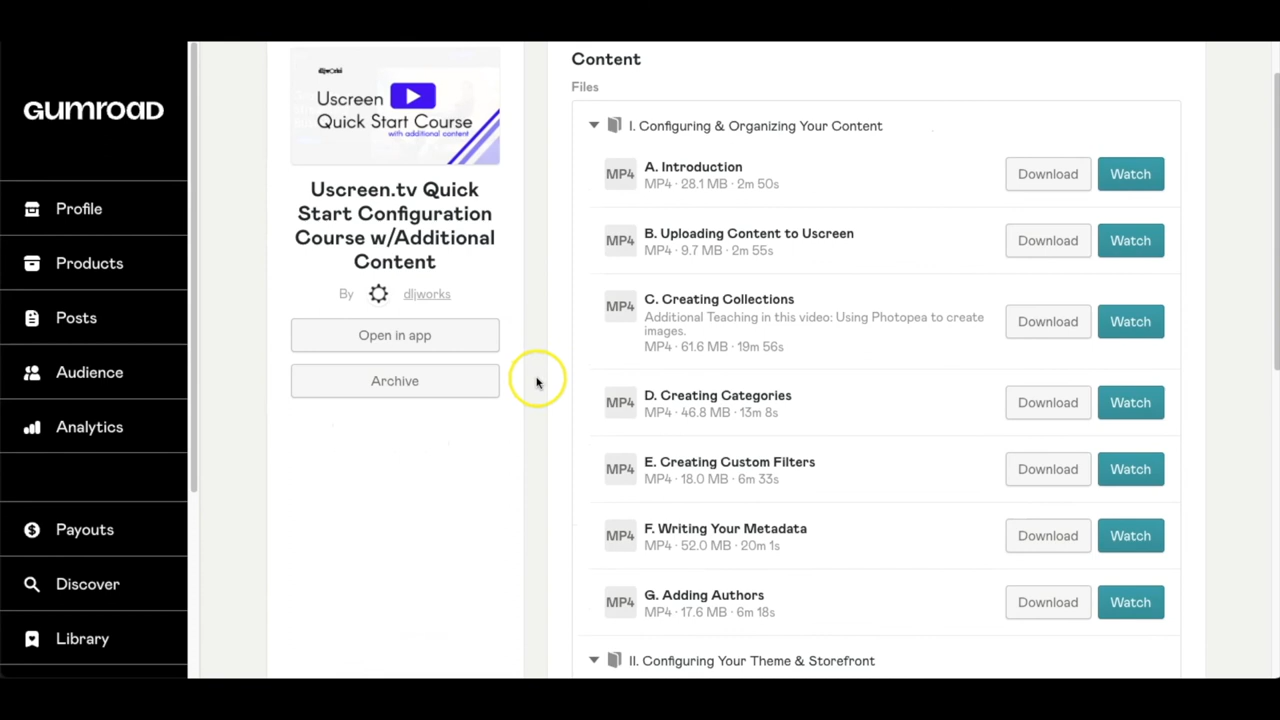 GUMROAD
Profile
Products
Posts
Audience
Analytics
Payouts
Discover
Library
dljworks
Uscreen
Quick Start Course
with additional content
Uscreen.tv Quick
Start Configuration
Course w/Additional
Content
By dljworks
Open in app
Archive
Content
Files
I. Configuring & Organizing Your Content
MP4
A. Introduction
MP4 · 28.1 MB · 2m 50s
Download
Watch
MP4
B. Uploading Content to Uscreen
MP4 · 9.7 MB · 2m 55s
Download
Watch
MP4
C. Creating Collections
Additional Teaching in this video: Using Photopea to create
images.
MP4 · 61.6 MB · 19m 56s
Download
Watch
MP4
D. Creating Categories
MP4 · 46.8 MB · 13m 8s
Download
Watch
MP4
E. Creating Custom Filters
MP4 · 18.0 MB · 6m 33s
Download
Watch
MP4
F. Writing Your Metadata
MP4 · 52.0 MB · 20m 1s
Download
Watch
MP4
G. Adding Authors
MP4 · 17.6 MB · 6m 18s
Download
Watch
II. Configuring Your Theme & Storefront